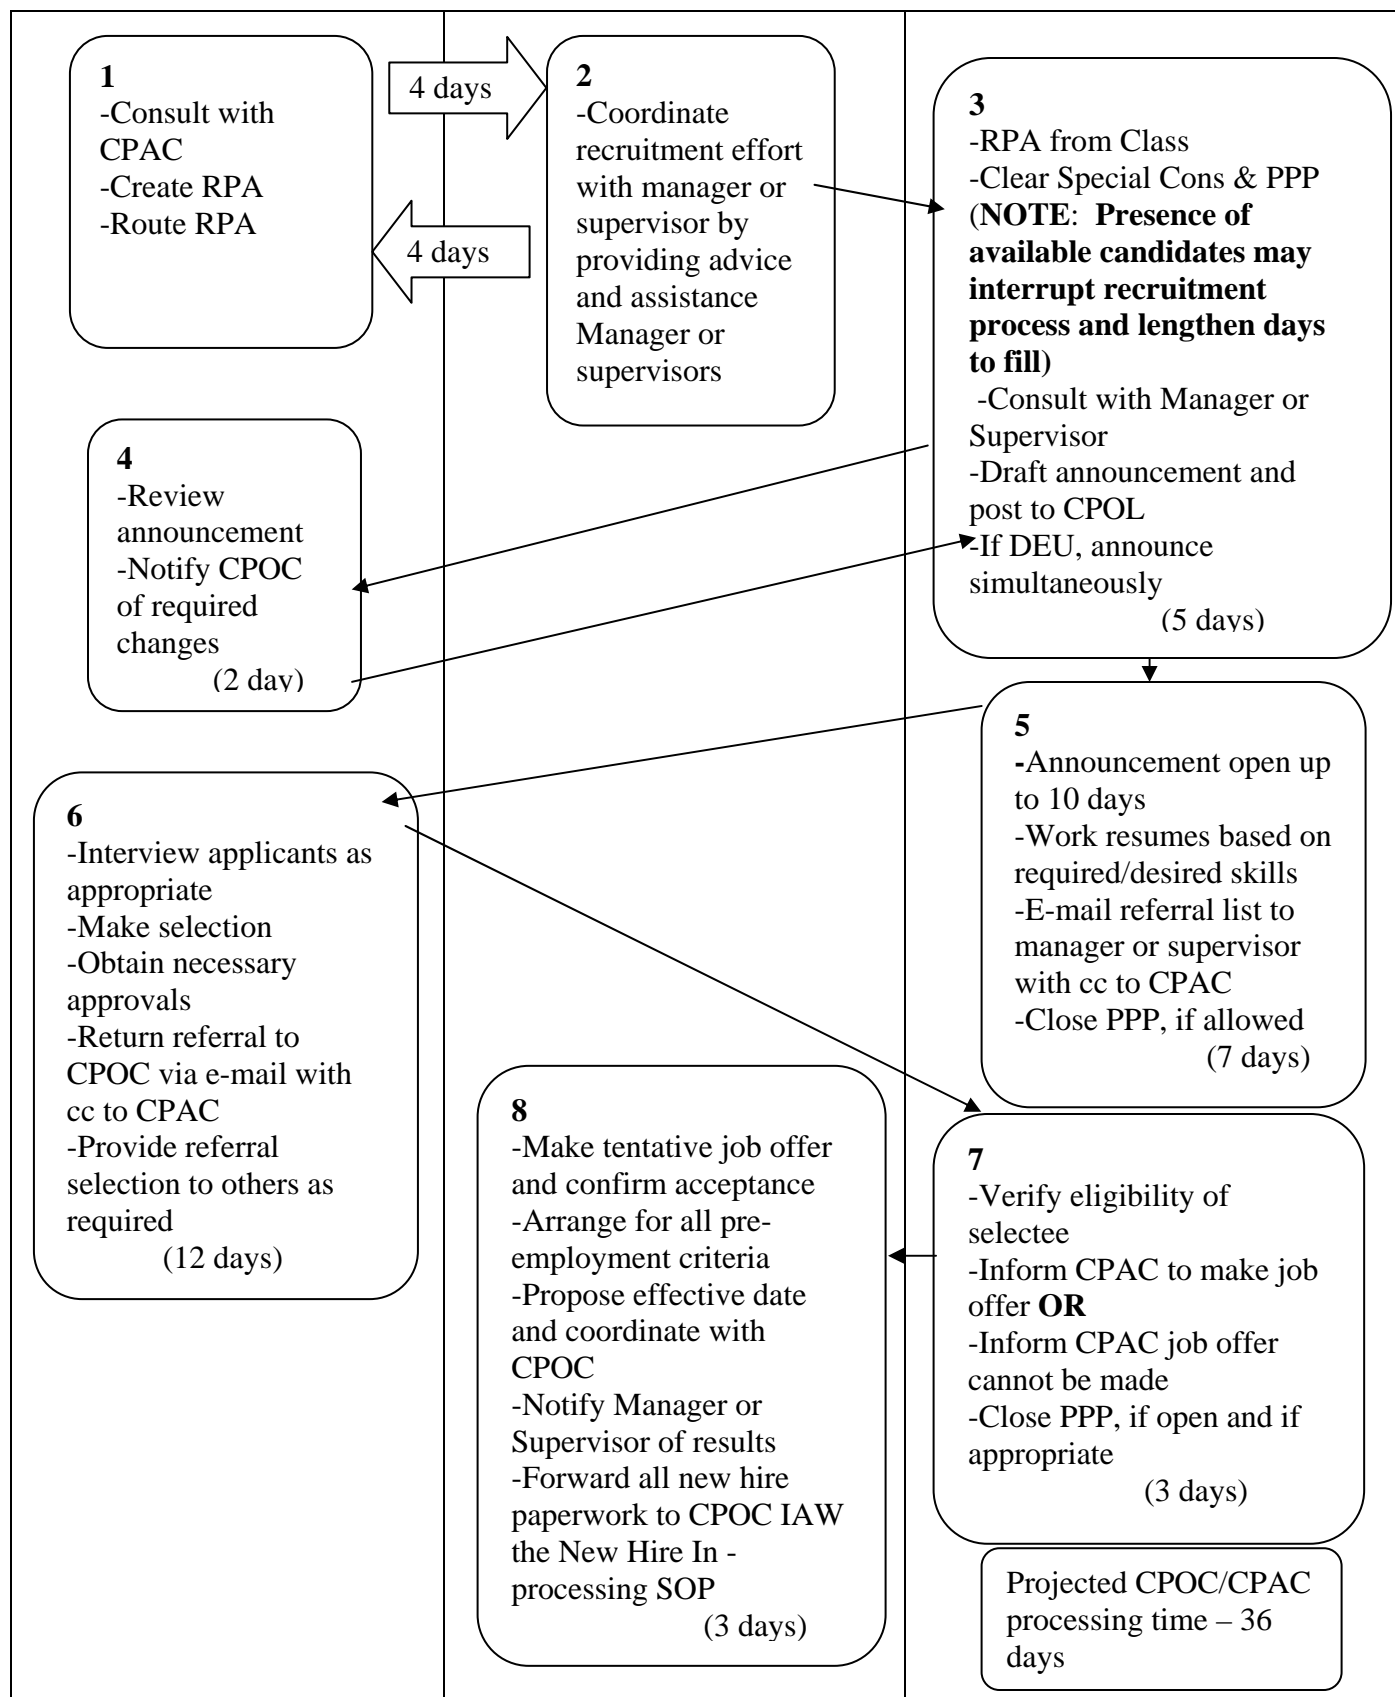 1
-Consult with
CPAC
-Create RPA
-Route RPA
4 days
4 days
2
-Coordinate
recruitment effort
with manager or
supervisor by
providing advice
and assistance
Manager or
supervisors
3
-RPA from Class
-Clear Special Cons & PPP
(NOTE:  Presence of
available candidates may
interrupt recruitment
process and lengthen days
to fill)
-Consult with Manager or
Supervisor
-Draft announcement and
post to CPOL
-If DEU, announce
simultaneously
(5 days)
4
-Review
announcement
-Notify CPOC
of required
changes
(2 day)
5
-Announcement open up
to 10 days
-Work resumes based on
required/desired skills
-E-mail referral list to
manager or supervisor
with cc to CPAC
-Close PPP, if allowed
(7 days)
6
-Interview applicants as
appropriate
-Make selection
-Obtain necessary
approvals
-Return referral to
CPOC via e-mail with
cc to CPAC
-Provide referral
selection to others as
required
(12 days)
7
-Verify eligibility of
selectee
-Inform CPAC to make job
offer OR
-Inform CPAC job offer
cannot be made
-Close PPP, if open and if
appropriate
(3 days)
8
-Make tentative job offer
and confirm acceptance
-Arrange for all pre-
employment criteria
-Propose effective date
and coordinate with
CPOC
-Notify Manager or
Supervisor of results
-Forward all new hire
paperwork to CPOC IAW
the New Hire In -
processing SOP
(3 days)
Projected CPOC/CPAC
processing time – 36
days